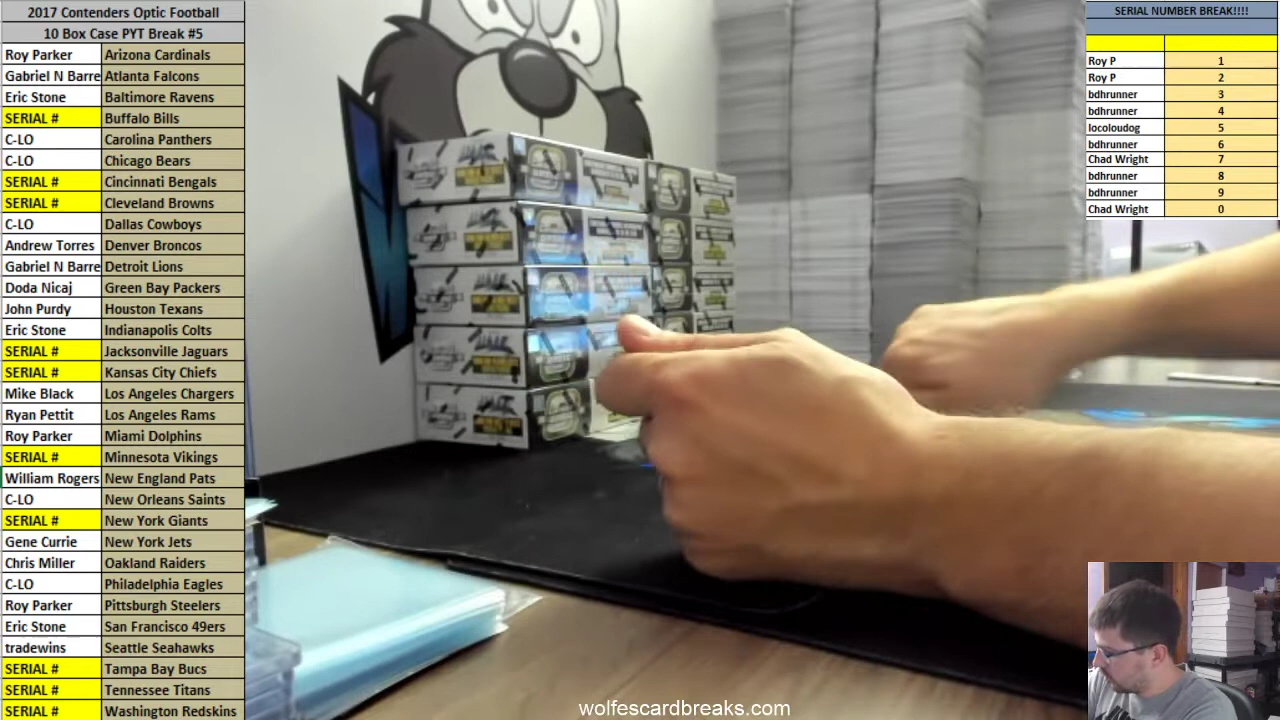 2017 Contenders Optic Football
10 Box Case PYT Break #5
Roy Parker Arizona Cardinals
Gabriel N Barre Atlanta Falcons
Eric Stone Baltimore Ravens
SERIAL # Buffalo Bills
C-LO Carolina Panthers
C-LO Chicago Bears
SERIAL # Cincinnati Bengals
SERIAL # Cleveland Browns
C-LO Dallas Cowboys
Andrew Torres Denver Broncos
Gabriel N Barre Detroit Lions
Doda Nicaj Green Bay Packers
John Purdy Houston Texans
Eric Stone Indianapolis Colts
SERIAL # Jacksonville Jaguars
SERIAL # Kansas City Chiefs
Mike Black Los Angeles Chargers
Ryan Pettit Los Angeles Rams
Roy Parker Miami Dolphins
SERIAL # Minnesota Vikings
William Rogers New England Pats
C-LO New Orleans Saints
SERIAL # New York Giants
Gene Currie New York Jets
Chris Miller Oakland Raiders
C-LO Philadelphia Eagles
Roy Parker Pittsburgh Steelers
Eric Stone San Francisco 49ers
tradewins Seattle Seahawks
SERIAL # Tampa Bay Bucs
SERIAL # Tennessee Titans
SERIAL # Washington Redskins
SERIAL NUMBER BREAK!!!!
Roy P 1
Roy P 2
bdhrunner 3
bdhrunner 4
locoloudog 5
bdhrunner 6
Chad Wright 7
bdhrunner 8
bdhrunner 9
Chad Wright 0
wolfescardbreaks.com